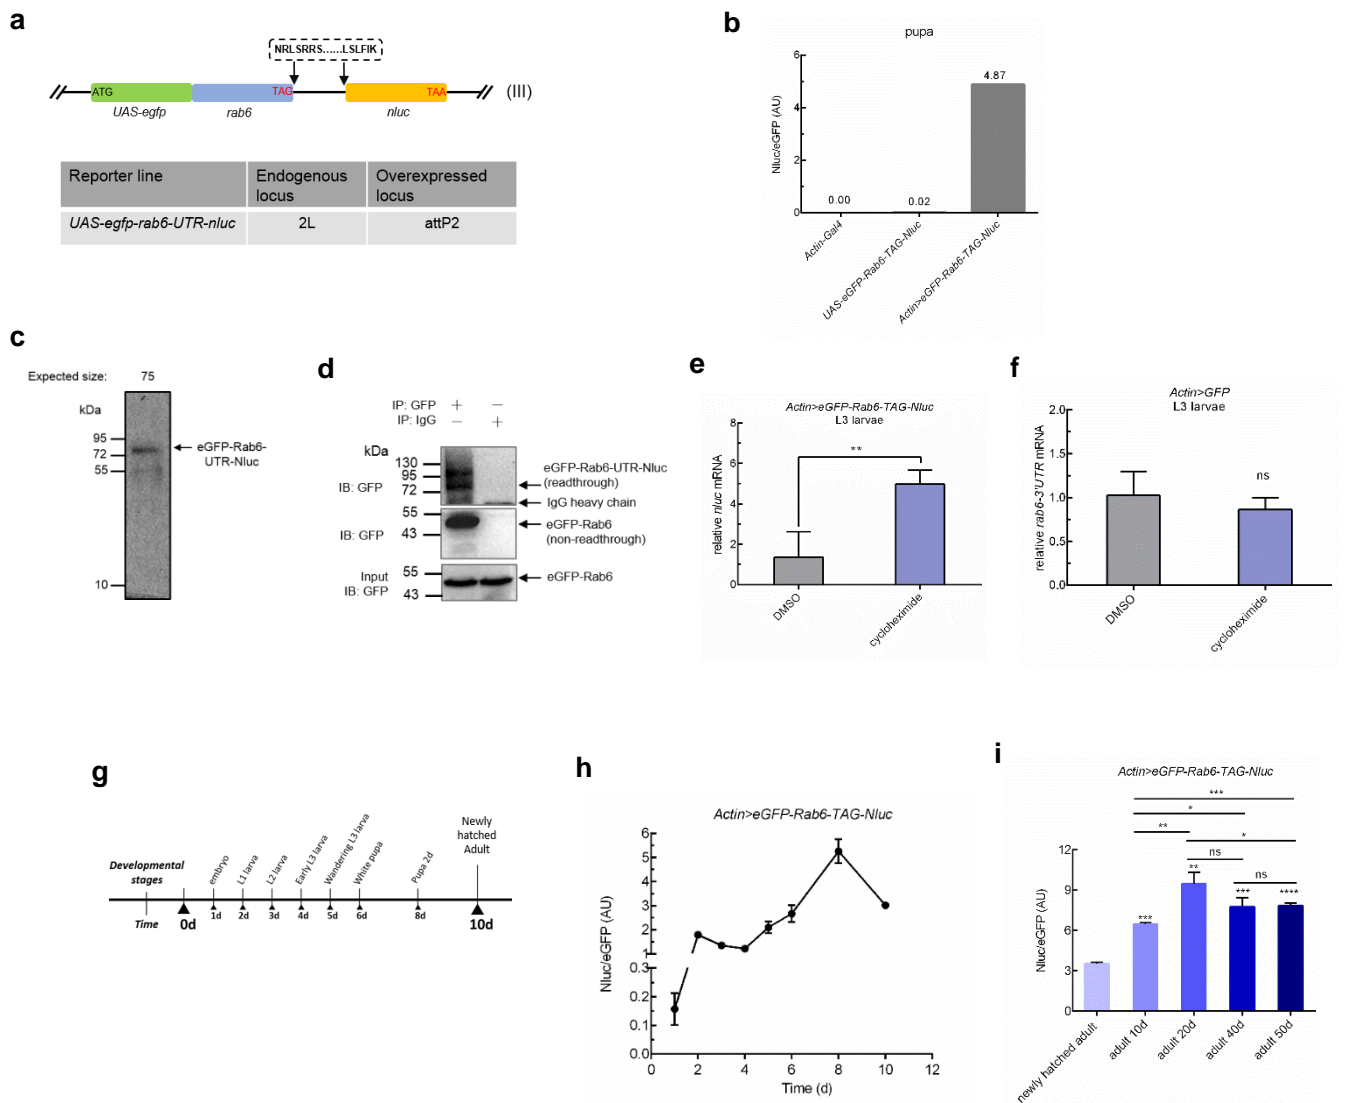 a
NRLSRRS......LSLFIK
ATG
TAG
TAA
(III)
UAS-egfp
rab6
nluc
Reporter line
Endogenous locus
Overexpressed locus
UAS-egfp-rab6-UTR-nluc
2L
attP2
b
pupa
Nluc/eGFP (AU)
6
4
2
0
0.00
0.02
4.87
Actin-Gal4
UAS-eGFP-Rab6-TAG-Nluc
Actin>eGFP-Rab6-TAG-Nluc
c
Expected size: 75
kDa
95
72
55
10
eGFP-Rab6-
UTR-Nluc
d
IP: GFP + −
IP: IgG − +
kDa
130
95
72
IB: GFP
eGFP-Rab6-UTR-Nluc
(readthrough)
IgG heavy chain
55
43
IB: GFP
eGFP-Rab6
(non-readthrough)
Input
IB: GFP
55
43
eGFP-Rab6
e
Actin>eGFP-Rab6-TAG-Nluc
L3 larvae
relative nluc mRNA
8
6
4
2
0
**
DMSO
cycloheximide
f
Actin>GFP
L3 larvae
relative rab6-3'UTR mRNA
2.0
1.5
1.0
0.5
0.0
ns
DMSO
cycloheximide
g
Developmental
stages
embryo
L1 larva
L2 larva
Early L3 larva
Wandering L3 larva
White pupa
Pupa 2d
Newly
hatched
Adult
Time
0d
1d
2d
3d
4d
5d
6d
8d
10d
h
Actin>eGFP-Rab6-TAG-Nluc
Nluc/eGFP (AU)
6
5
4
3
2
1
0.3
0.2
0.1
0.0
0 2 4 6 8 10 12
Time (d)
i
Actin>eGFP-Rab6-TAG-Nluc
***
*
**
*
ns
ns
Nluc/eGFP (AU)
12
9
6
3
0
***
**
***
****
newly hatched adult
adult 10d
adult 20d
adult 40d
adult 50d